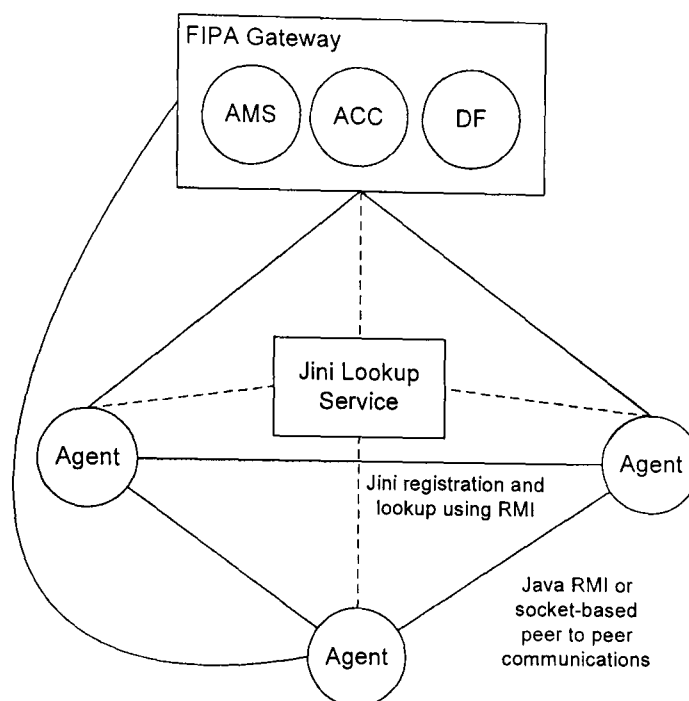 FIPA Gateway
AMS
ACC
DF
Jini Lookup
Service
Agent
Agent
Jini registration and
lookup using RMI
Java RMI or
socket-based
peer to peer
communications
Agent